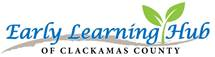 Early Learning Hub
OF CLACKAMAS COUNTY